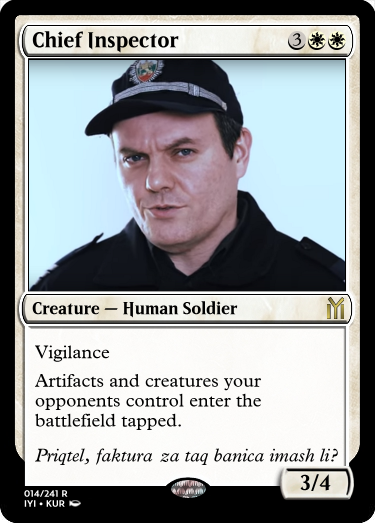 Chief Inspector 3
Creature — Human Soldier
Vigilance
Artifacts and creatures your
opponents control enter the
battlefield tapped.
Priqtel, faktura za taq banica imash li?
3/4
014/241 R
IYI • KUR